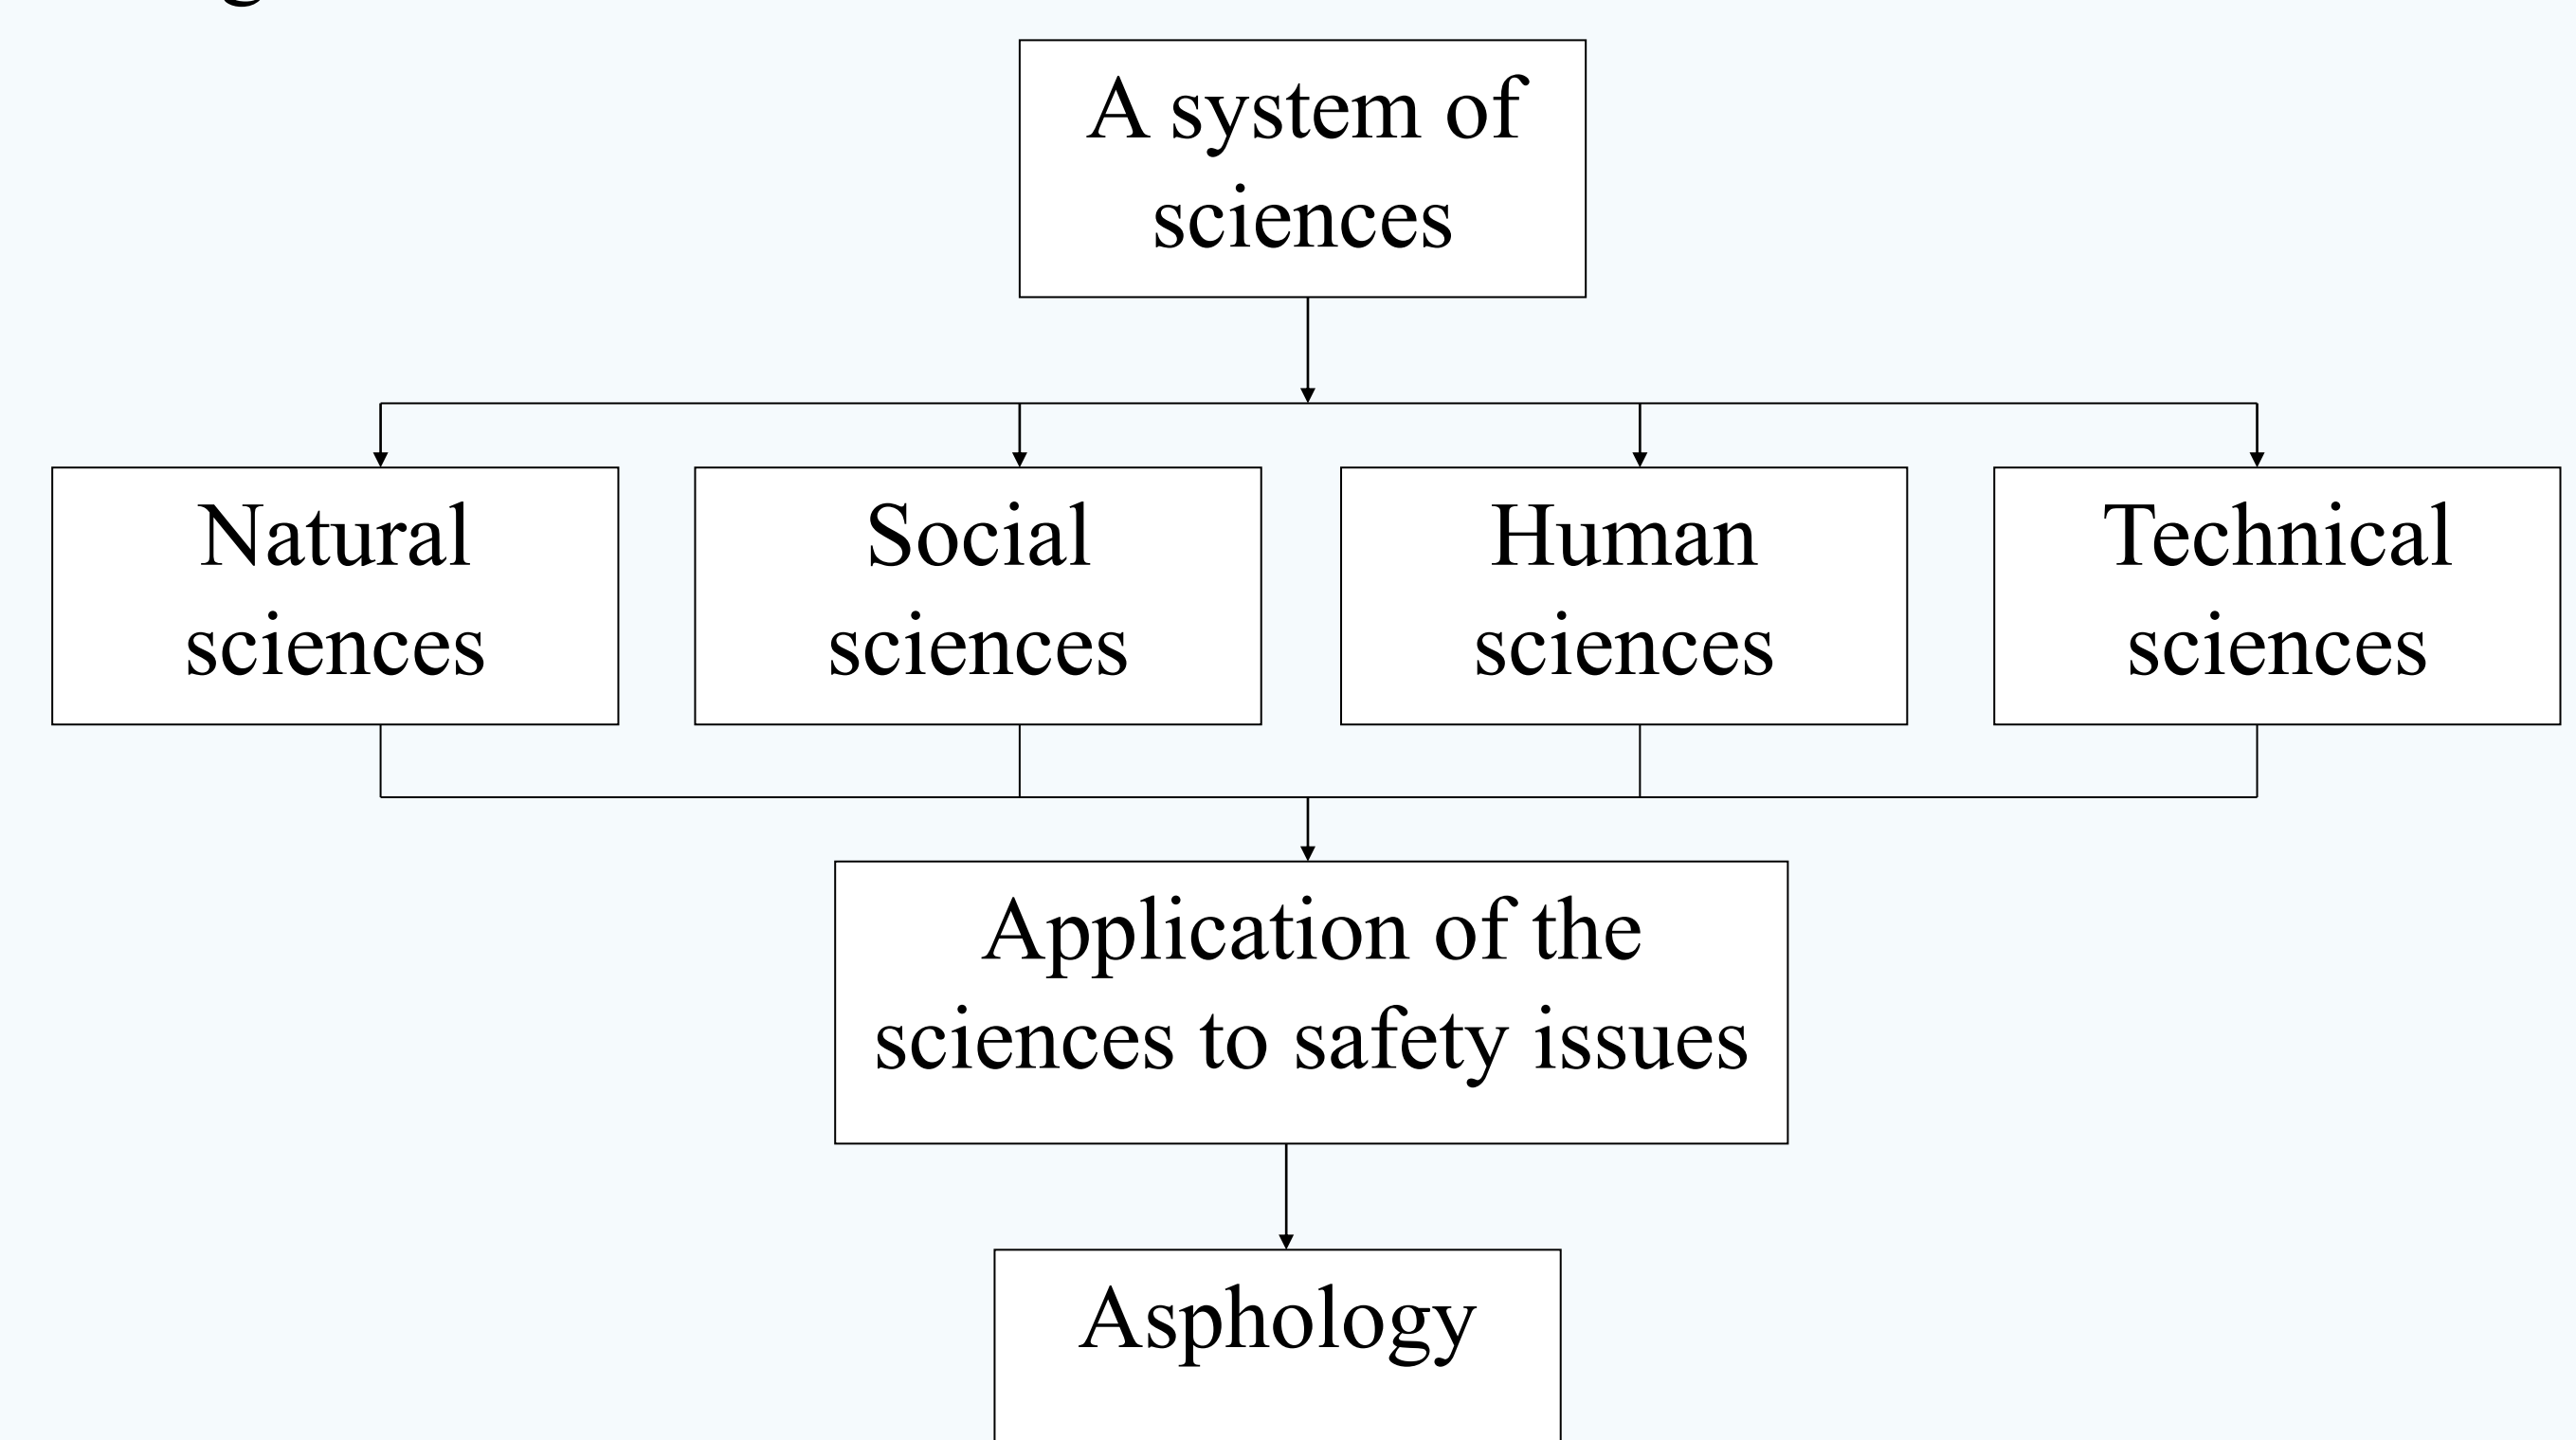 A system of
sciences
Natural
sciences
Social
sciences
Human
sciences
Technical
sciences
Application of the
sciences to safety issues
Asphology